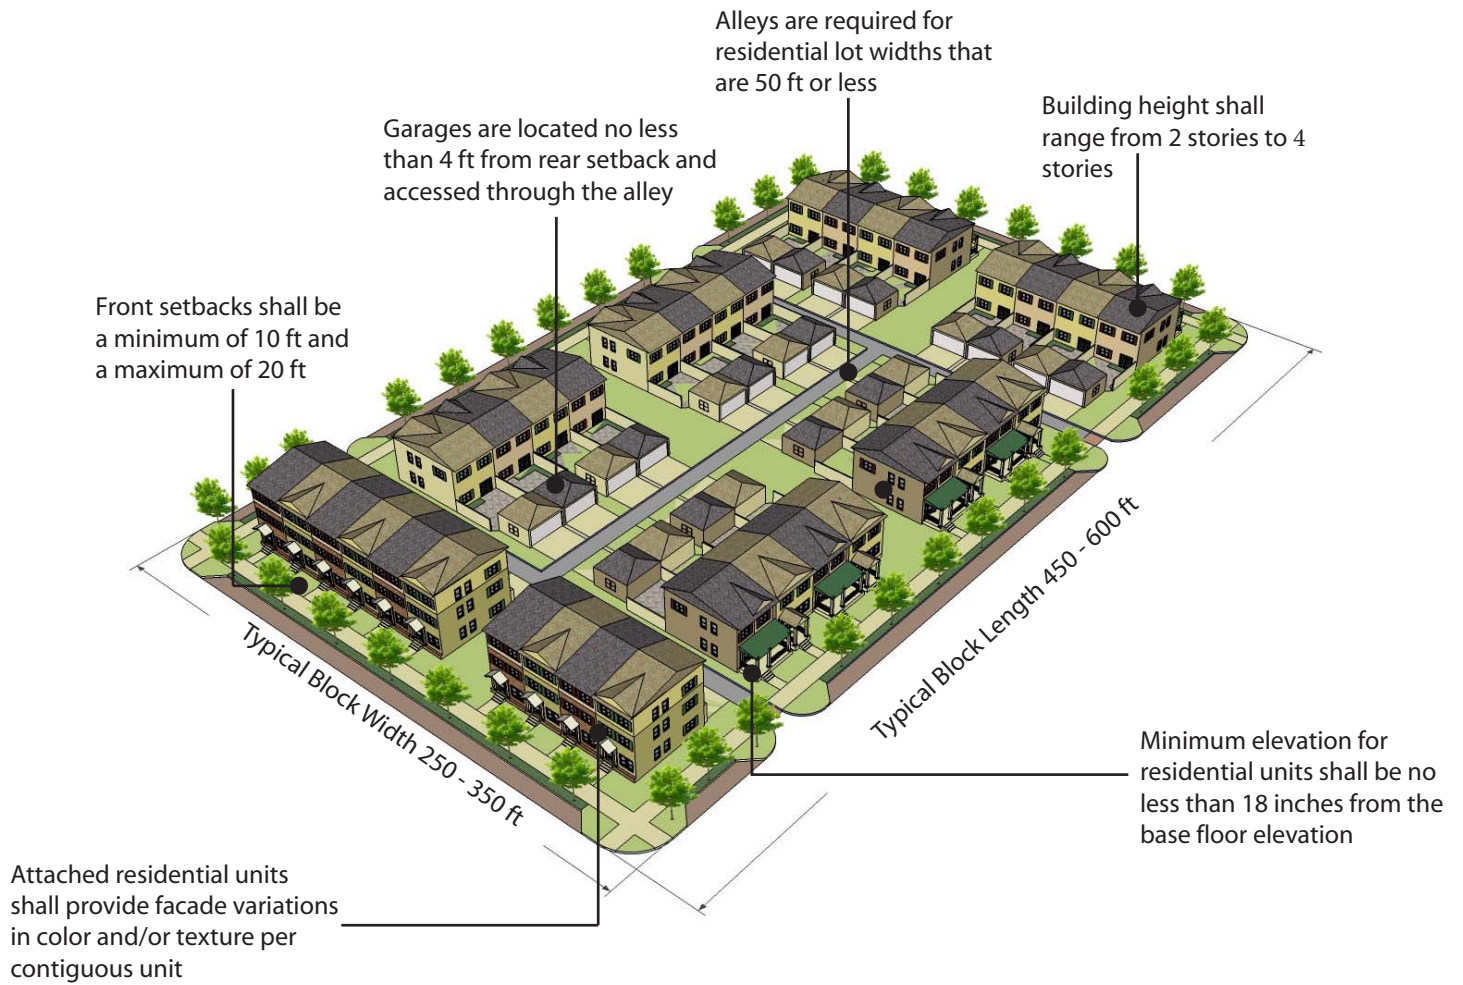 Alleys are required for
residential lot widths that
are 50 ft or less
Building height shall
range from 2 stories to 4
stories
Garages are located no less
than 4 ft from rear setback and
accessed through the alley
Front setbacks shall be
a minimum of 10 ft and
a maximum of 20 ft
Typical Block Length 450 - 600 ft
Typical Block Width 250 - 350 ft
Minimum elevation for
residential units shall be no
less than 18 inches from the
base floor elevation
Attached residential units
shall provide facade variations
in color and/or texture per
contiguous unit